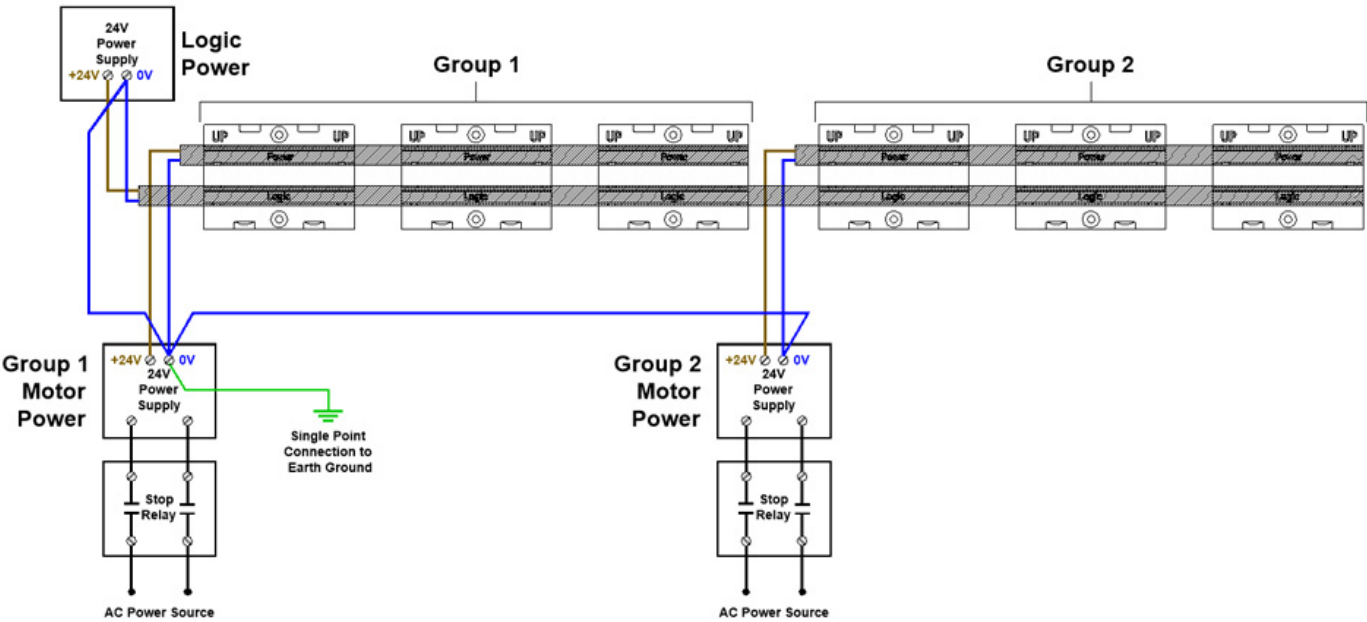 24V
Power
Supply
+24V 0V
Logic
Power
Group 1
Group 2
UP UP UP UP UP UP UP UP UP UP UP UP
Power Power Power Power Power Power
Logic Logic Logic Logic Logic Logic
Group 1
Motor
Power
+24V 0V
24V
Power
Supply
Single Point
Connection to
Earth Ground
Stop
Relay
AC Power Source
Group 2
Motor
Power
+24V 0V
24V
Power
Supply
Stop
Relay
AC Power Source